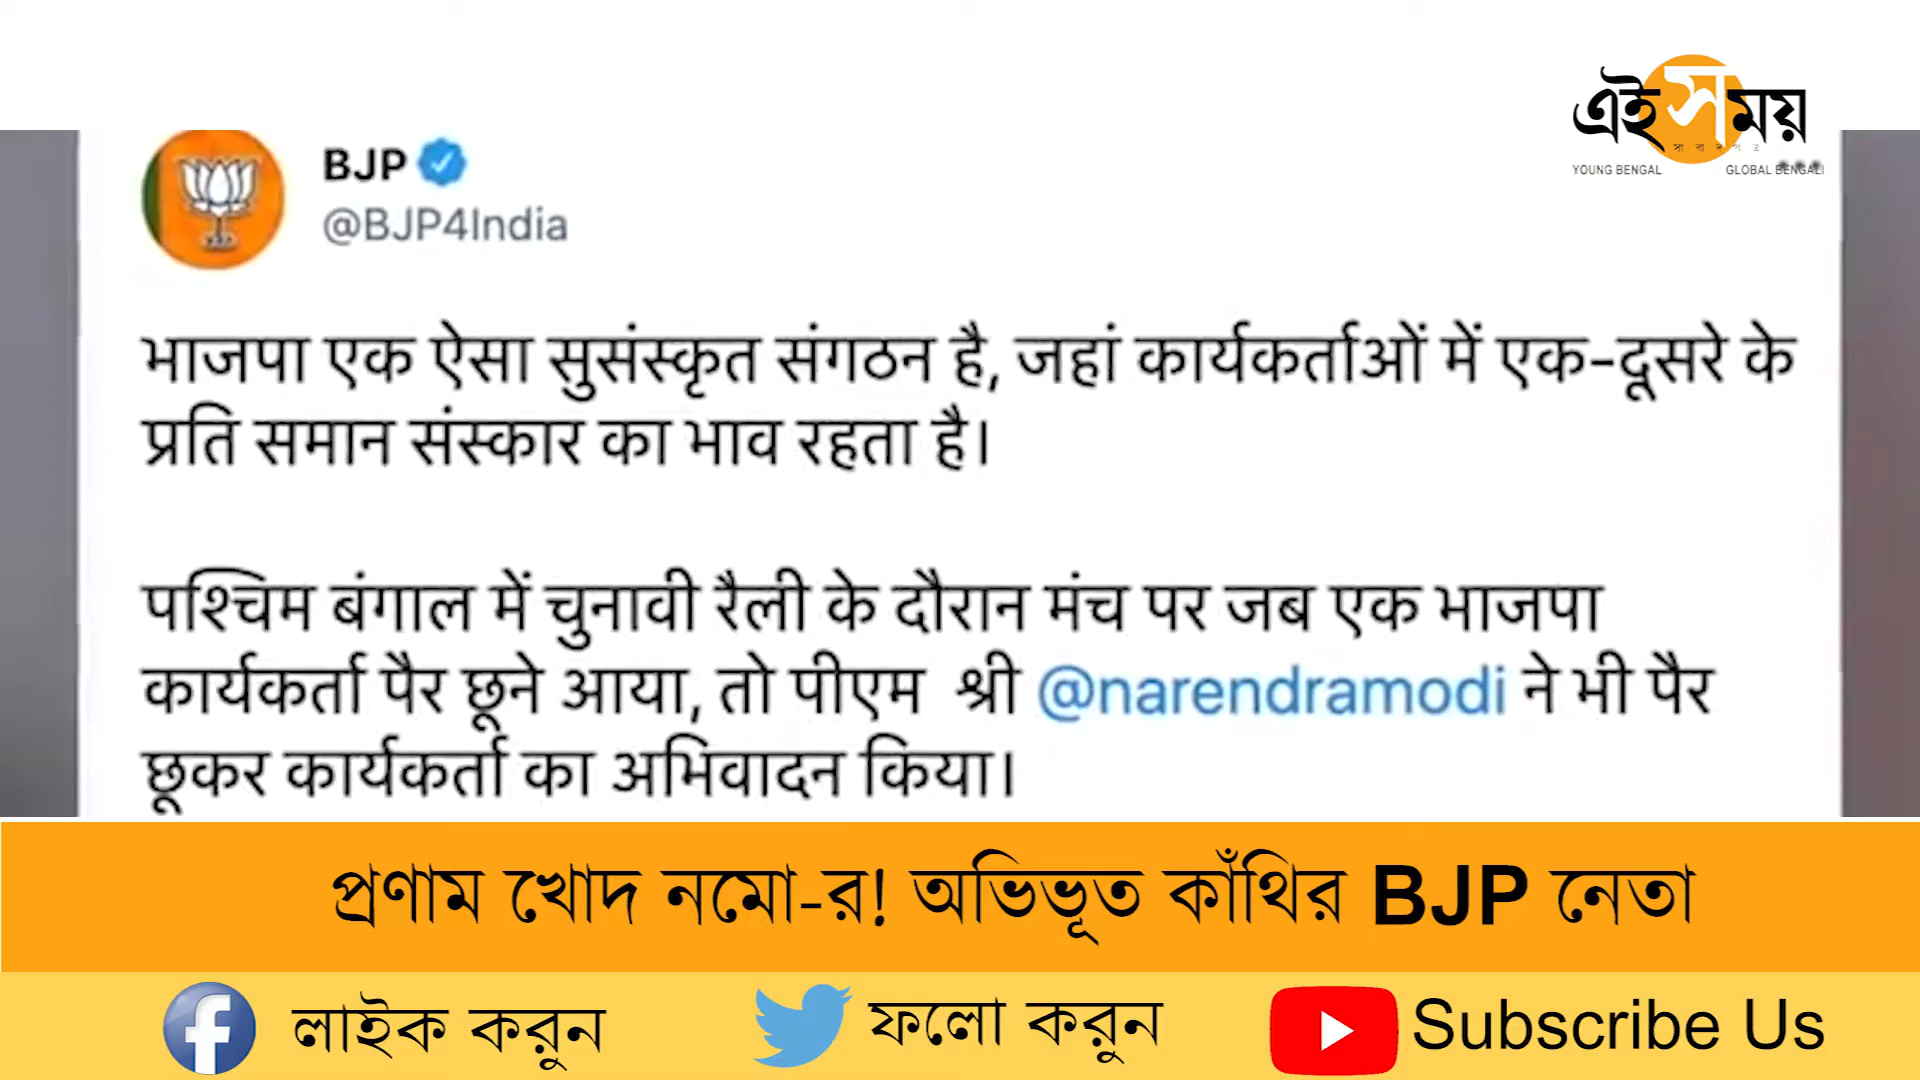 এই সময়
সং বা দ প ত্র
YOUNG BENGAL GLOBAL BENGALI
BJP
@BJP4India
भाजपा एक ऐसा सुसंस्कृत संगठन है, जहां कार्यकर्ताओं में एक-दूसरे के
प्रति समान संस्कार का भाव रहता है।
पश्चिम बंगाल में चुनावी रैली के दौरान मंच पर जब एक भाजपा
कार्यकर्ता पैर छूने आया, तो पीएम श्री @narendramodi ने भी पैर
छूकर कार्यकर्ता का अभिवादन किया।
প্রণাম খোদ নমো-র! অভিভূত কাঁথির BJP নেতা
লাইক করুন ফলো করুন Subscribe Us